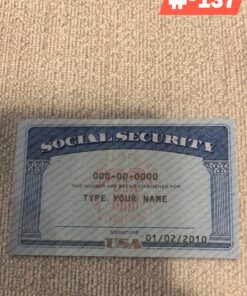 #-137
SOCIAL SECURITY
000-00-0000
THIS NUMBER HAS BEEN ESTABLISHED FOR
TYPE YOUR NAME
SIGNATURE
USA 01/02/2010